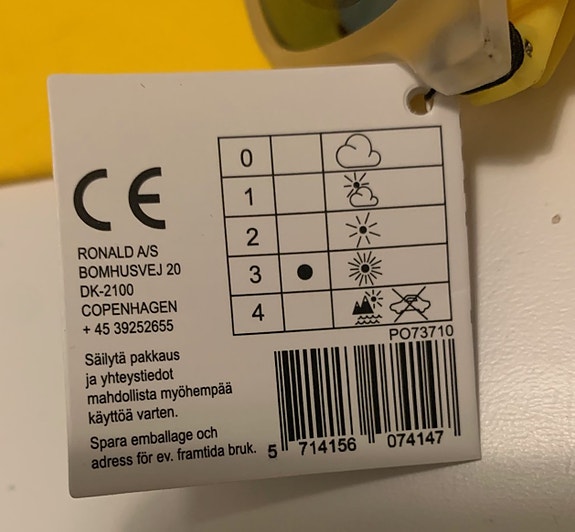 CE
RONALD A/S
BOMHUSVEJ 20
DK-2100
COPENHAGEN
+ 45 39252655
0
1
2
3
4
PO73710
Säilytä pakkaus
ja yhteystiedot
mahdollista myöhempää
käyttöä varten.
Spara emballage och
adress för ev. framtida bruk.
5 714156 074147